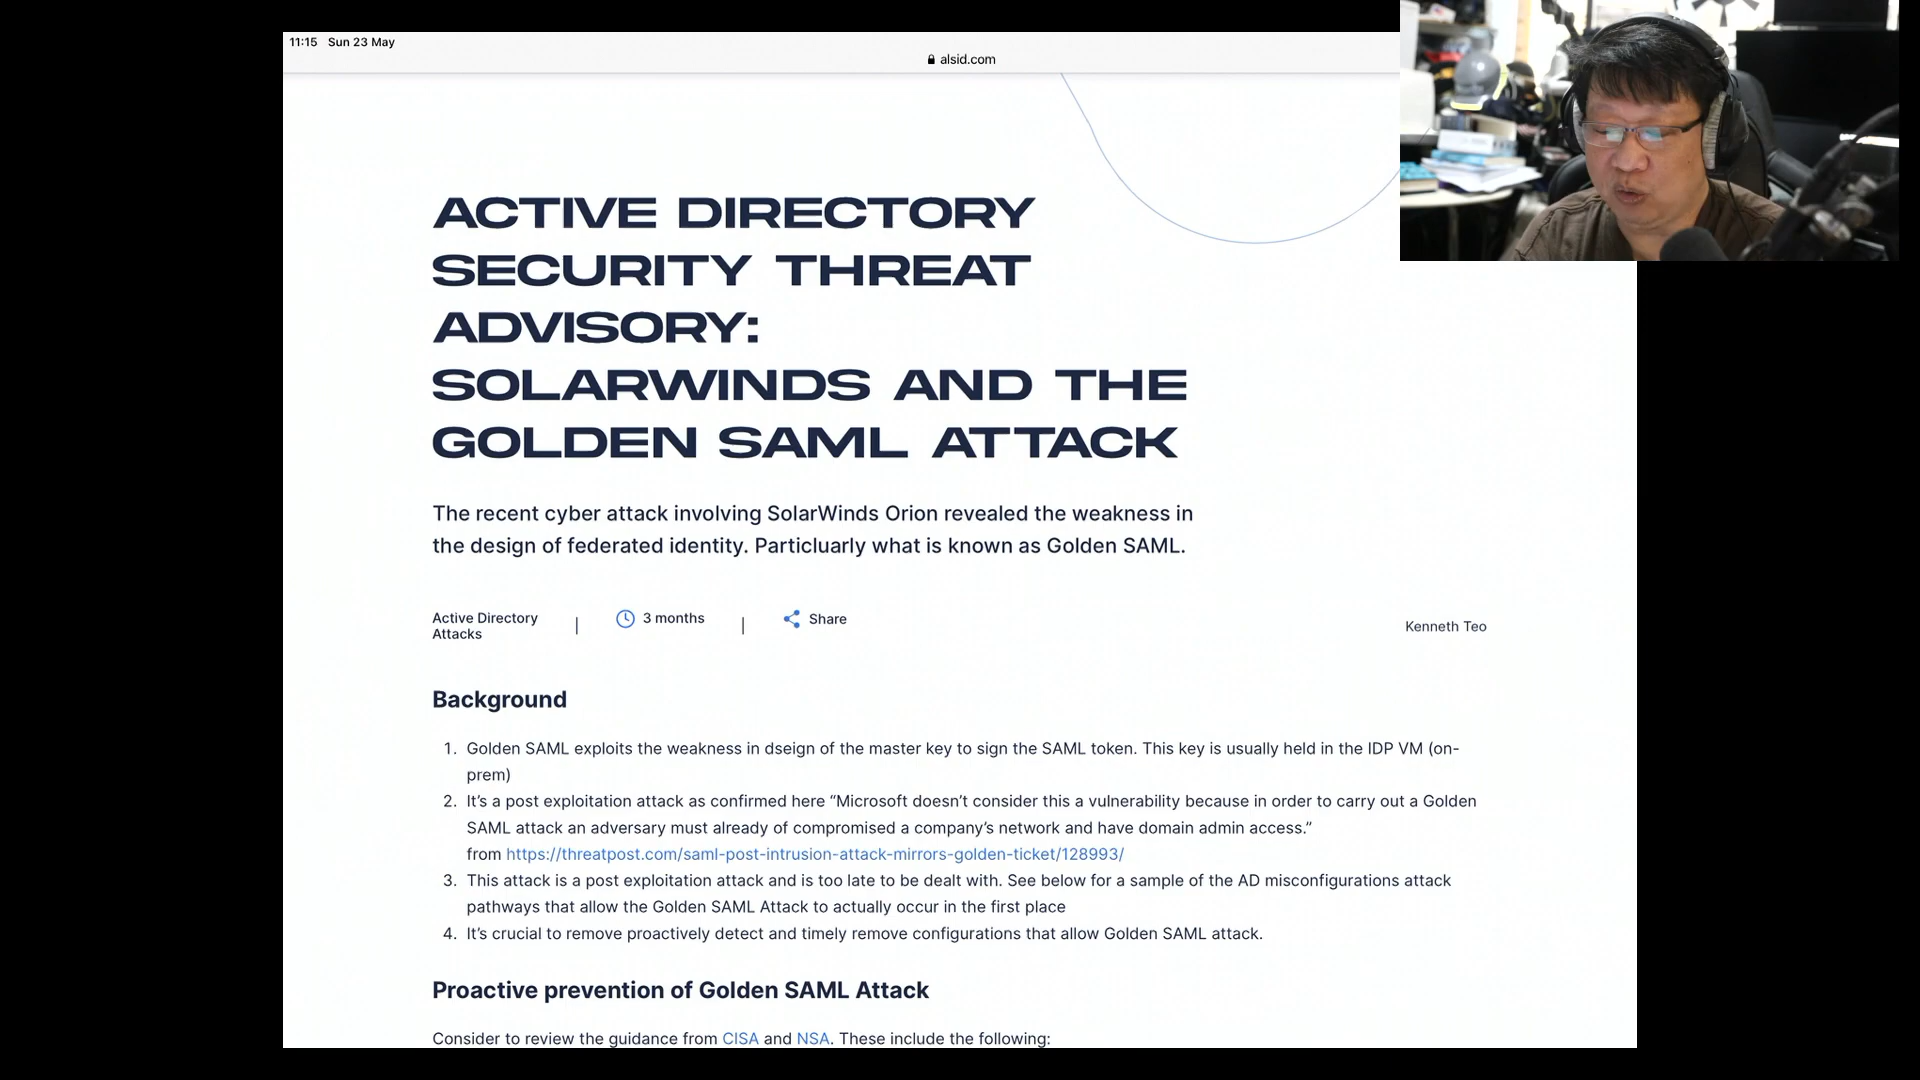 11:15 Sun 23 May
alsid.com
ACTIVE DIRECTORY
SECURITY THREAT
ADVISORY:
SOLARWINDS AND THE
GOLDEN SAML ATTACK
The recent cyber attack involving SolarWinds Orion revealed the weakness in
the design of federated identity. Particluarly what is known as Golden SAML.
Active Directory
Attacks
|
3 months
|
Share
Kenneth Teo
Background
1. Golden SAML exploits the weakness in dseign of the master key to sign the SAML token. This key is usually held in the IDP VM (on-
prem)
2. It’s a post exploitation attack as confirmed here “Microsoft doesn’t consider this a vulnerability because in order to carry out a Golden
SAML attack an adversary must already of compromised a company’s network and have domain admin access.”
from https://threatpost.com/saml-post-intrusion-attack-mirrors-golden-ticket/128993/
3. This attack is a post exploitation attack and is too late to be dealt with. See below for a sample of the AD misconfigurations attack
pathways that allow the Golden SAML Attack to actually occur in the first place
4. It’s crucial to remove proactively detect and timely remove configurations that allow Golden SAML attack.
Proactive prevention of Golden SAML Attack
Consider to review the guidance from CISA and NSA. These include the following: